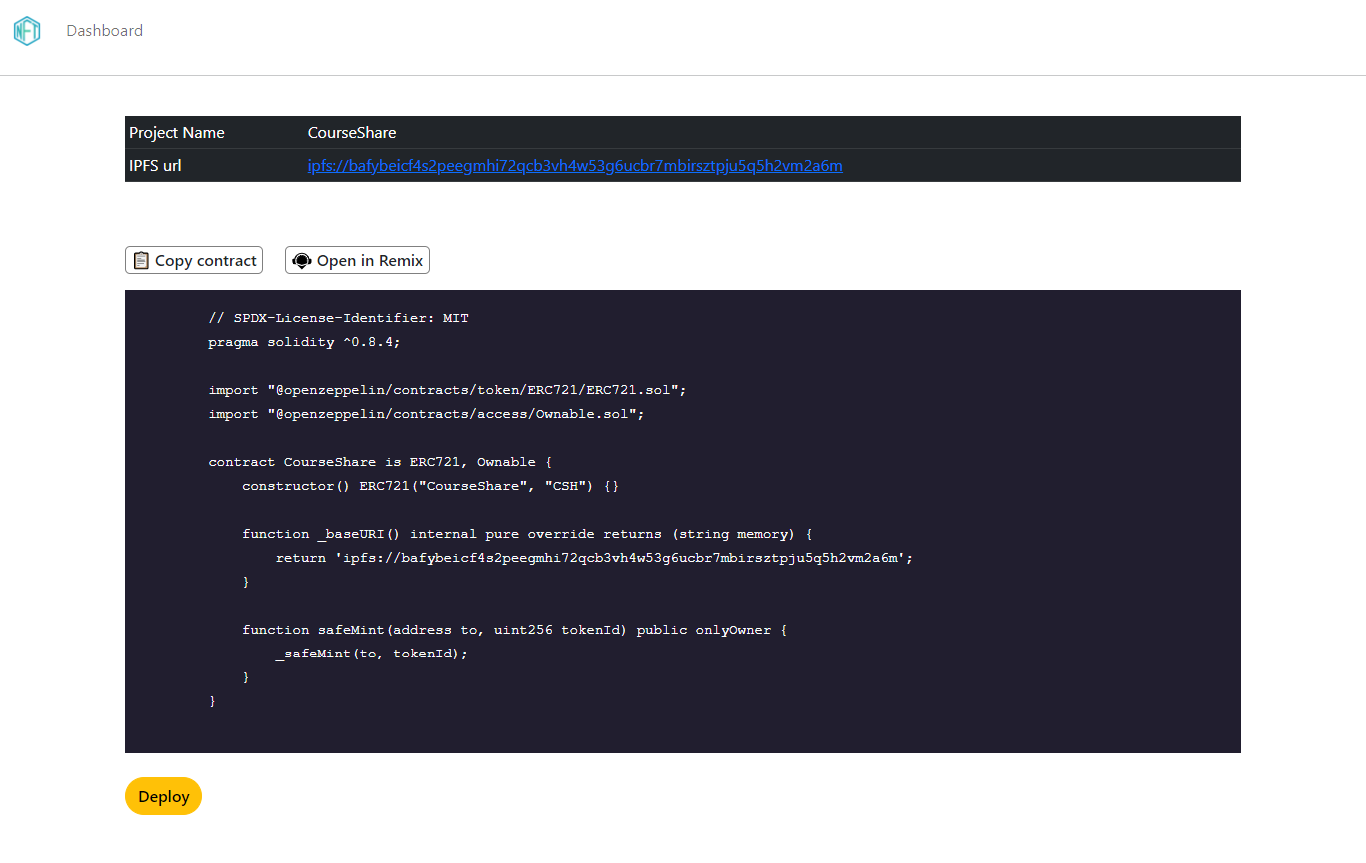 NFT
Dashboard
Project Name CourseShare
IPFS url ipfs://bafybeicf4s2peegmhi72qcb3vh4w53g6ucbr7mbirsztpju5q5h2vm2a6m
Copy contract Open in Remix
// SPDX-License-Identifier: MIT
pragma solidity ^0.8.4;
import "@openzeppelin/contracts/token/ERC721/ERC721.sol";
import "@openzeppelin/contracts/access/Ownable.sol";
contract CourseShare is ERC721, Ownable {
constructor() ERC721("CourseShare", "CSH") {}
function _baseURI() internal pure override returns (string memory) {
return 'ipfs://bafybeicf4s2peegmhi72qcb3vh4w53g6ucbr7mbirsztpju5q5h2vm2a6m';
}
function safeMint(address to, uint256 tokenId) public onlyOwner {
_safeMint(to, tokenId);
}
}
Deploy